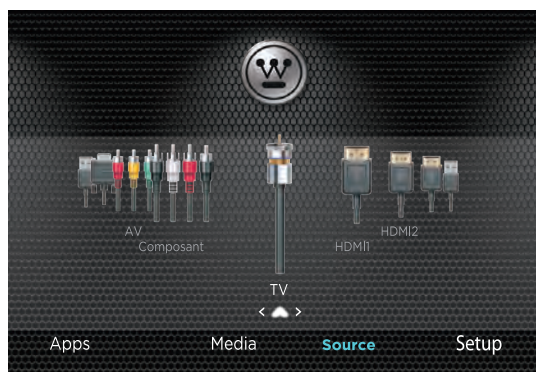 W
AV
Composant
HDMI1
HDMI2
TV
< >
Apps Media Source Setup